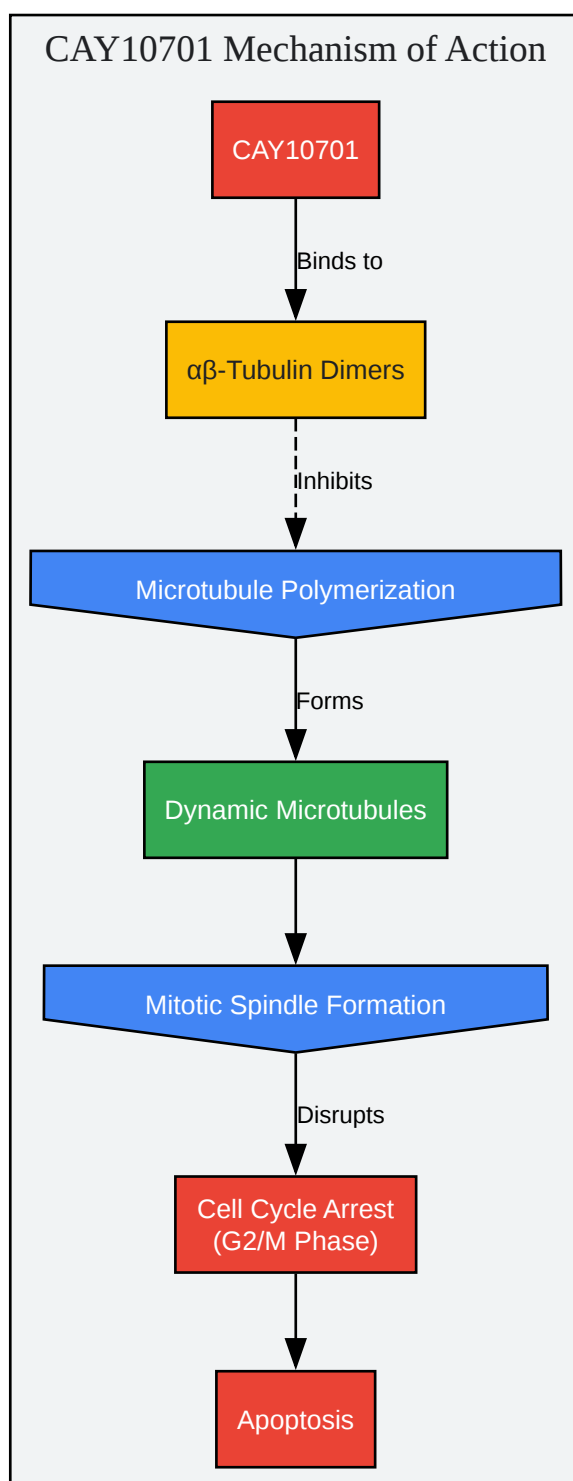 CAY10701 Mechanism of Action
CAY10701
Binds to
αβ-Tubulin Dimers
Inhibits
Microtubule Polymerization
Forms
Dynamic Microtubules
Mitotic Spindle Formation
Disrupts
Cell Cycle Arrest
(G2/M Phase)
Apoptosis